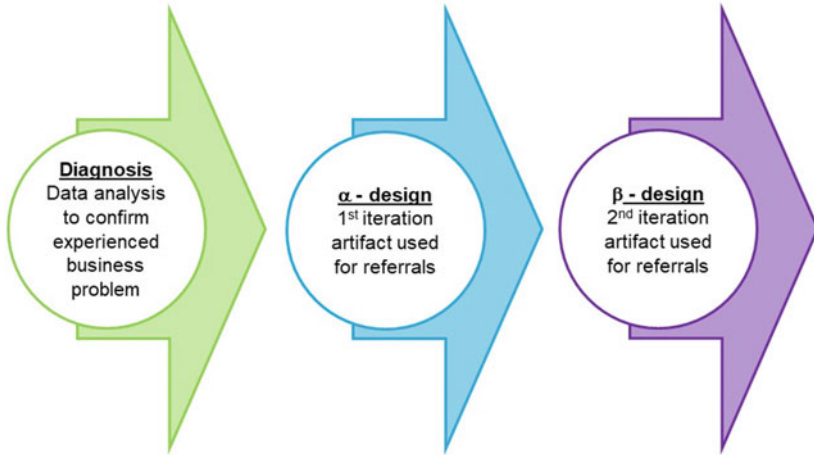 Diagnosis
Data analysis
to confirm
experienced
business
problem
α - design
1st iteration
artifact used
for referrals
β - design
2nd iteration
artifact used
for referrals